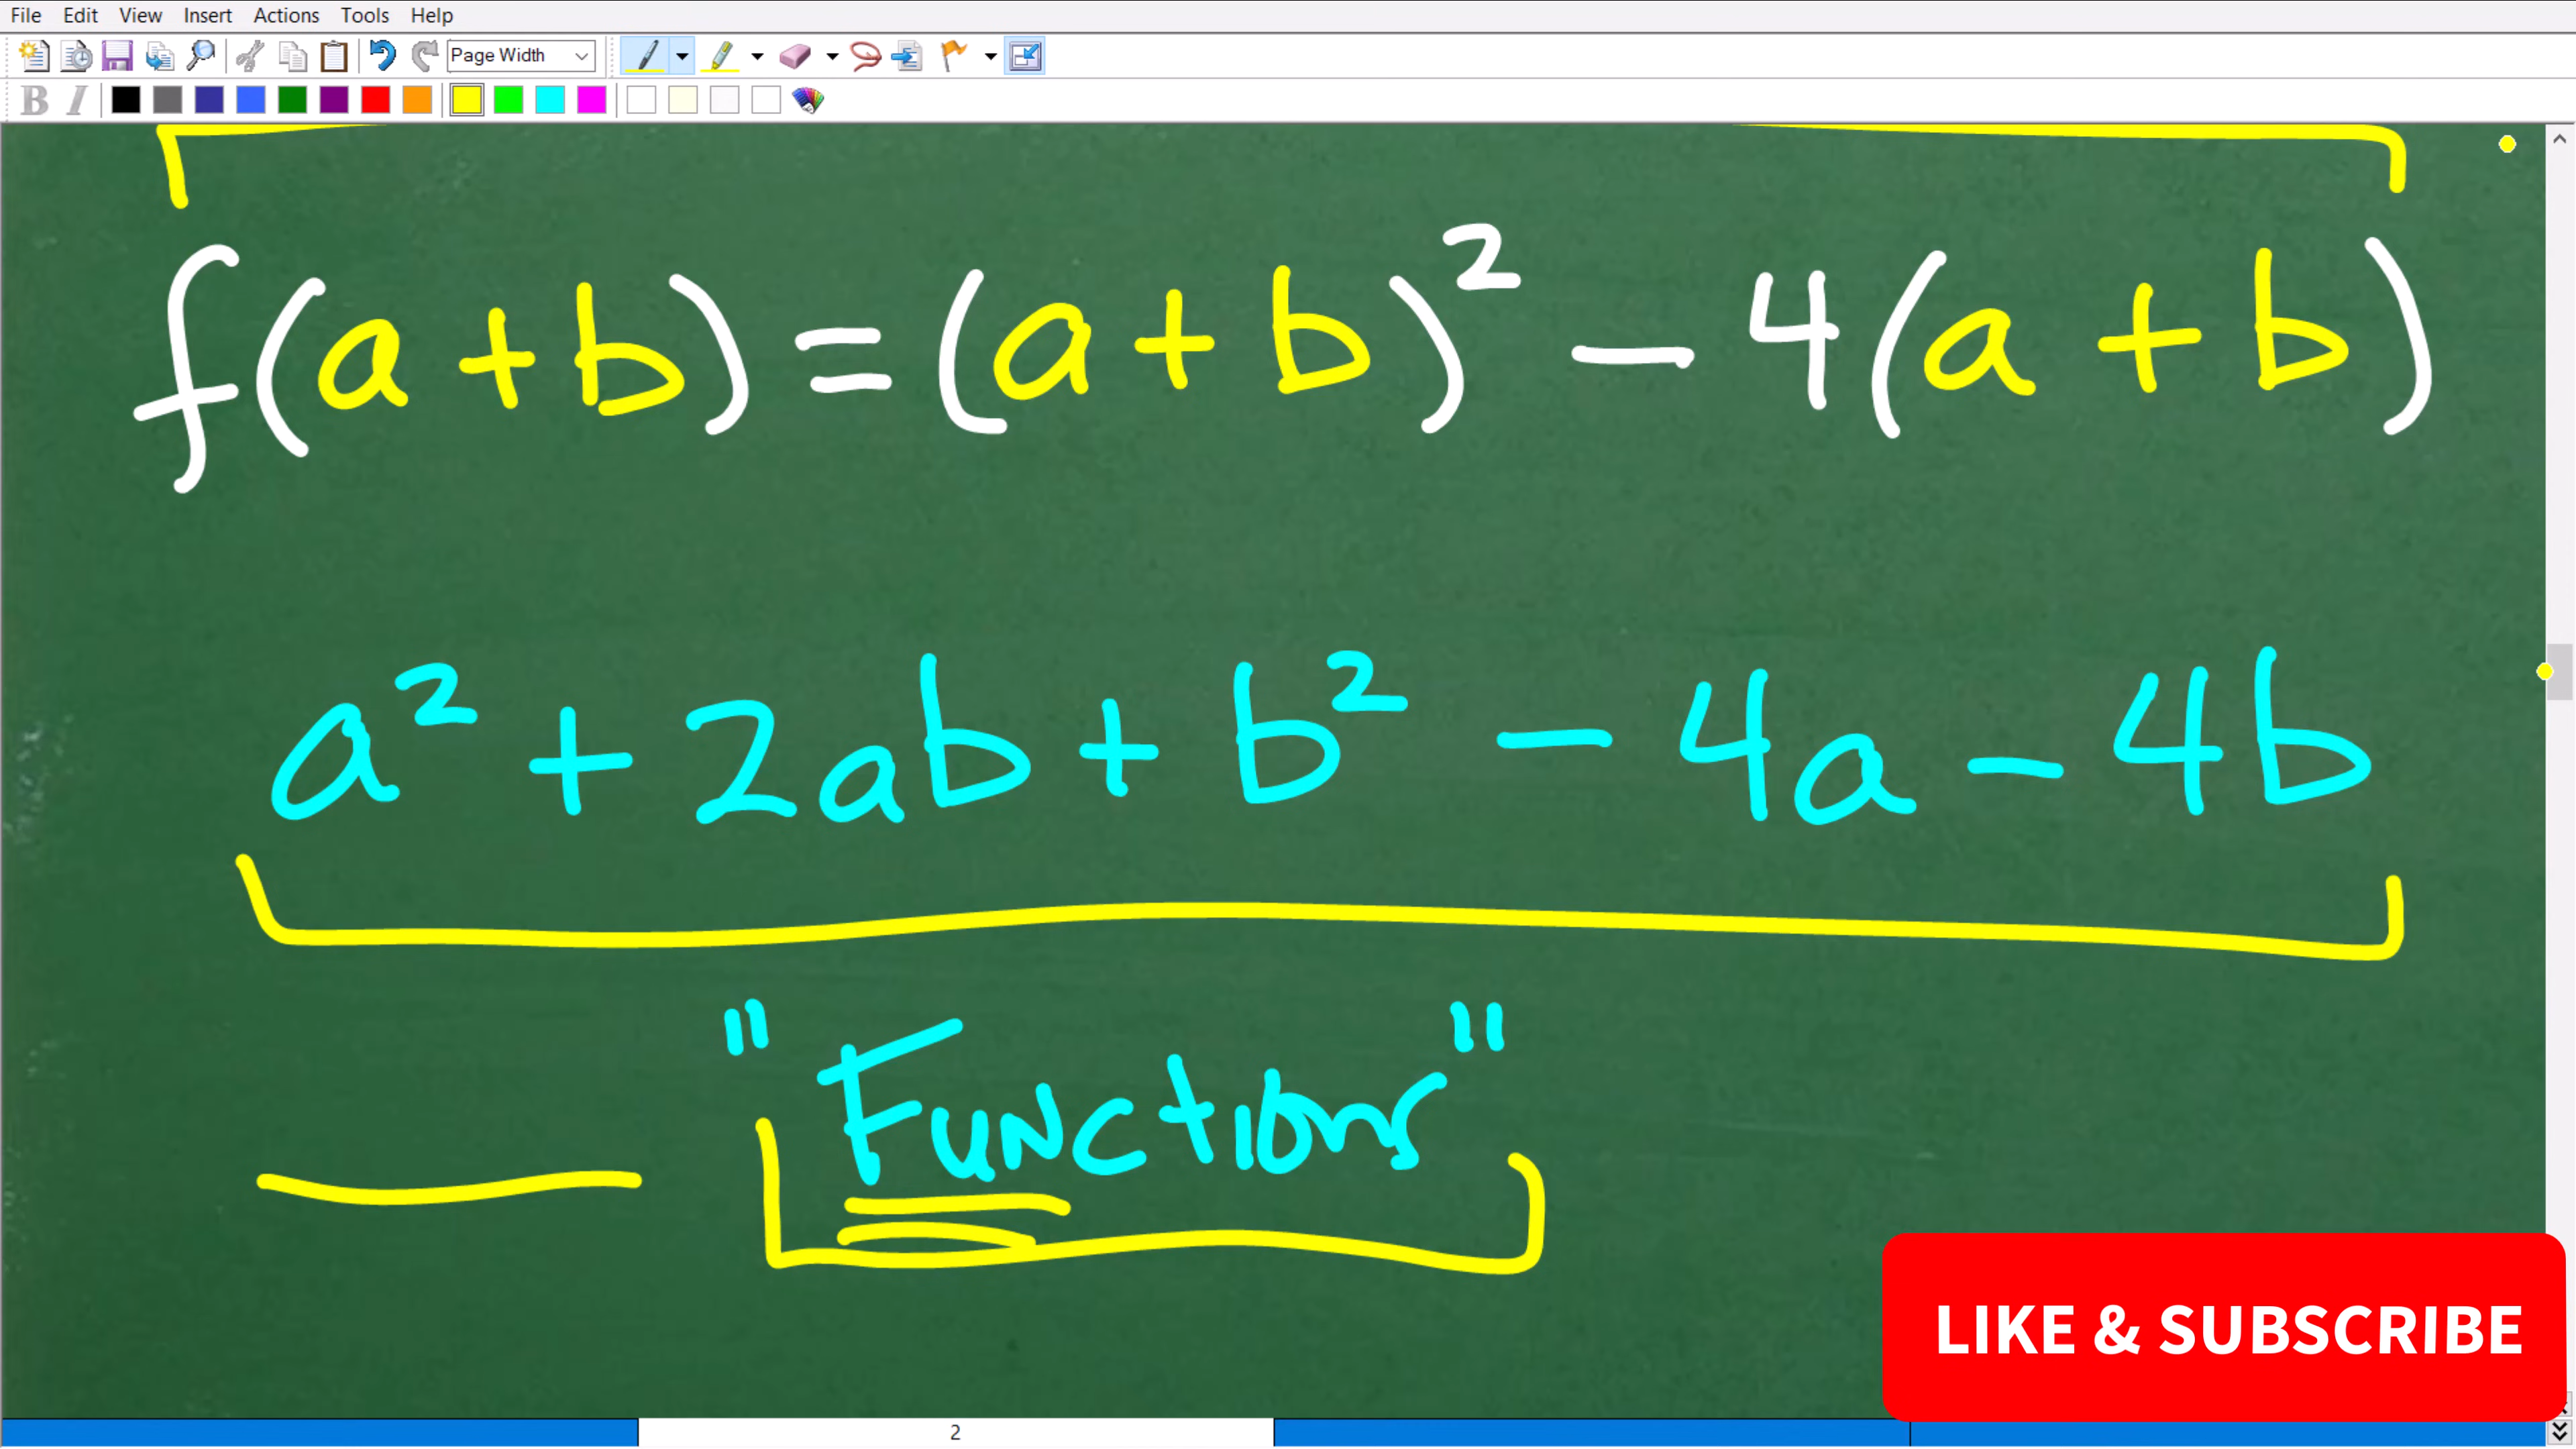 File Edit View Insert Actions Tools Help
Page Width
B I
f(a+b) = (a+b)² - 4(a+b)
a² + 2ab + b² - 4a - 4b
"Functions"
LIKE & SUBSCRIBE
2